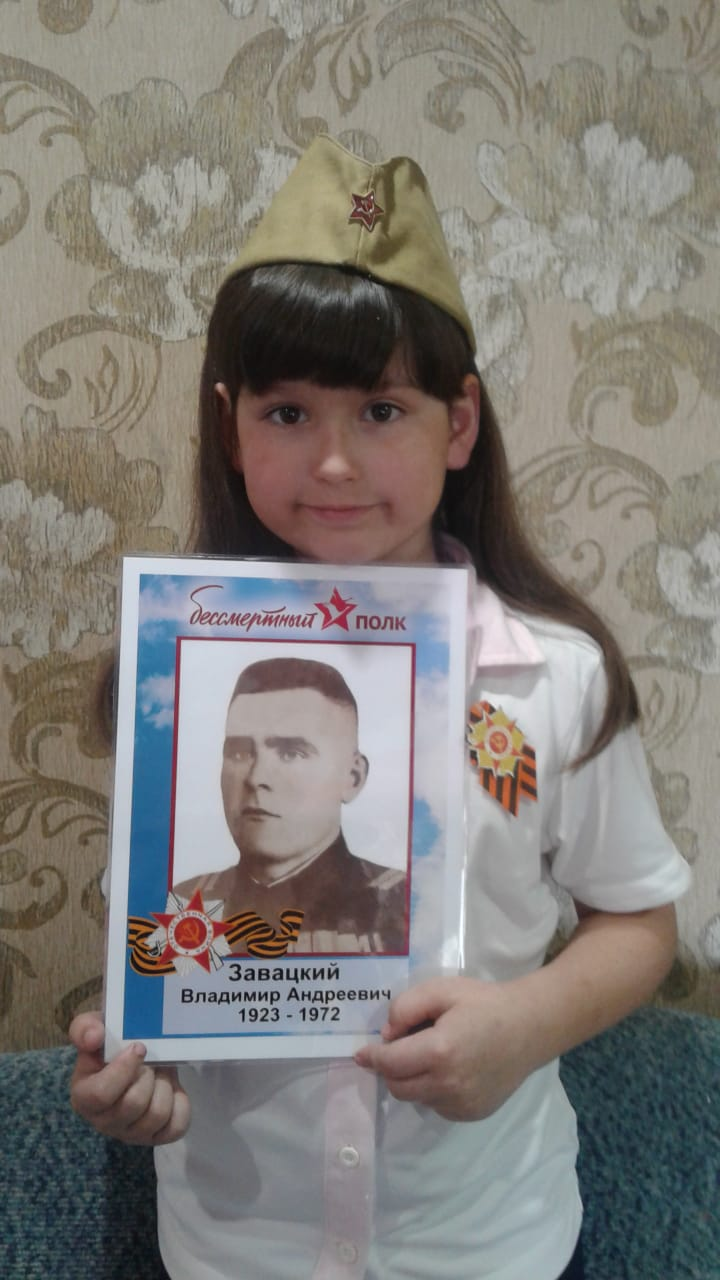 бессмертный полк
Завацкий
Владимир Андреевич
1923 - 1972